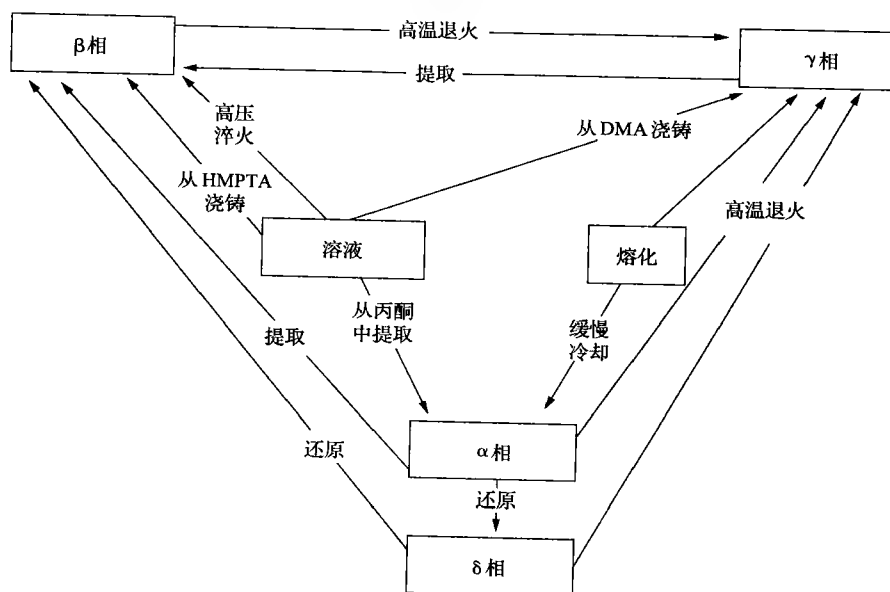 β相
高温退火
γ相
提取
高压
淬火
从DMA浇铸
从HMPTA
浇铸
溶液
熔化
高温退火
从丙酮
中提取
缓慢
冷却
提取
还原
α相
还原
δ相